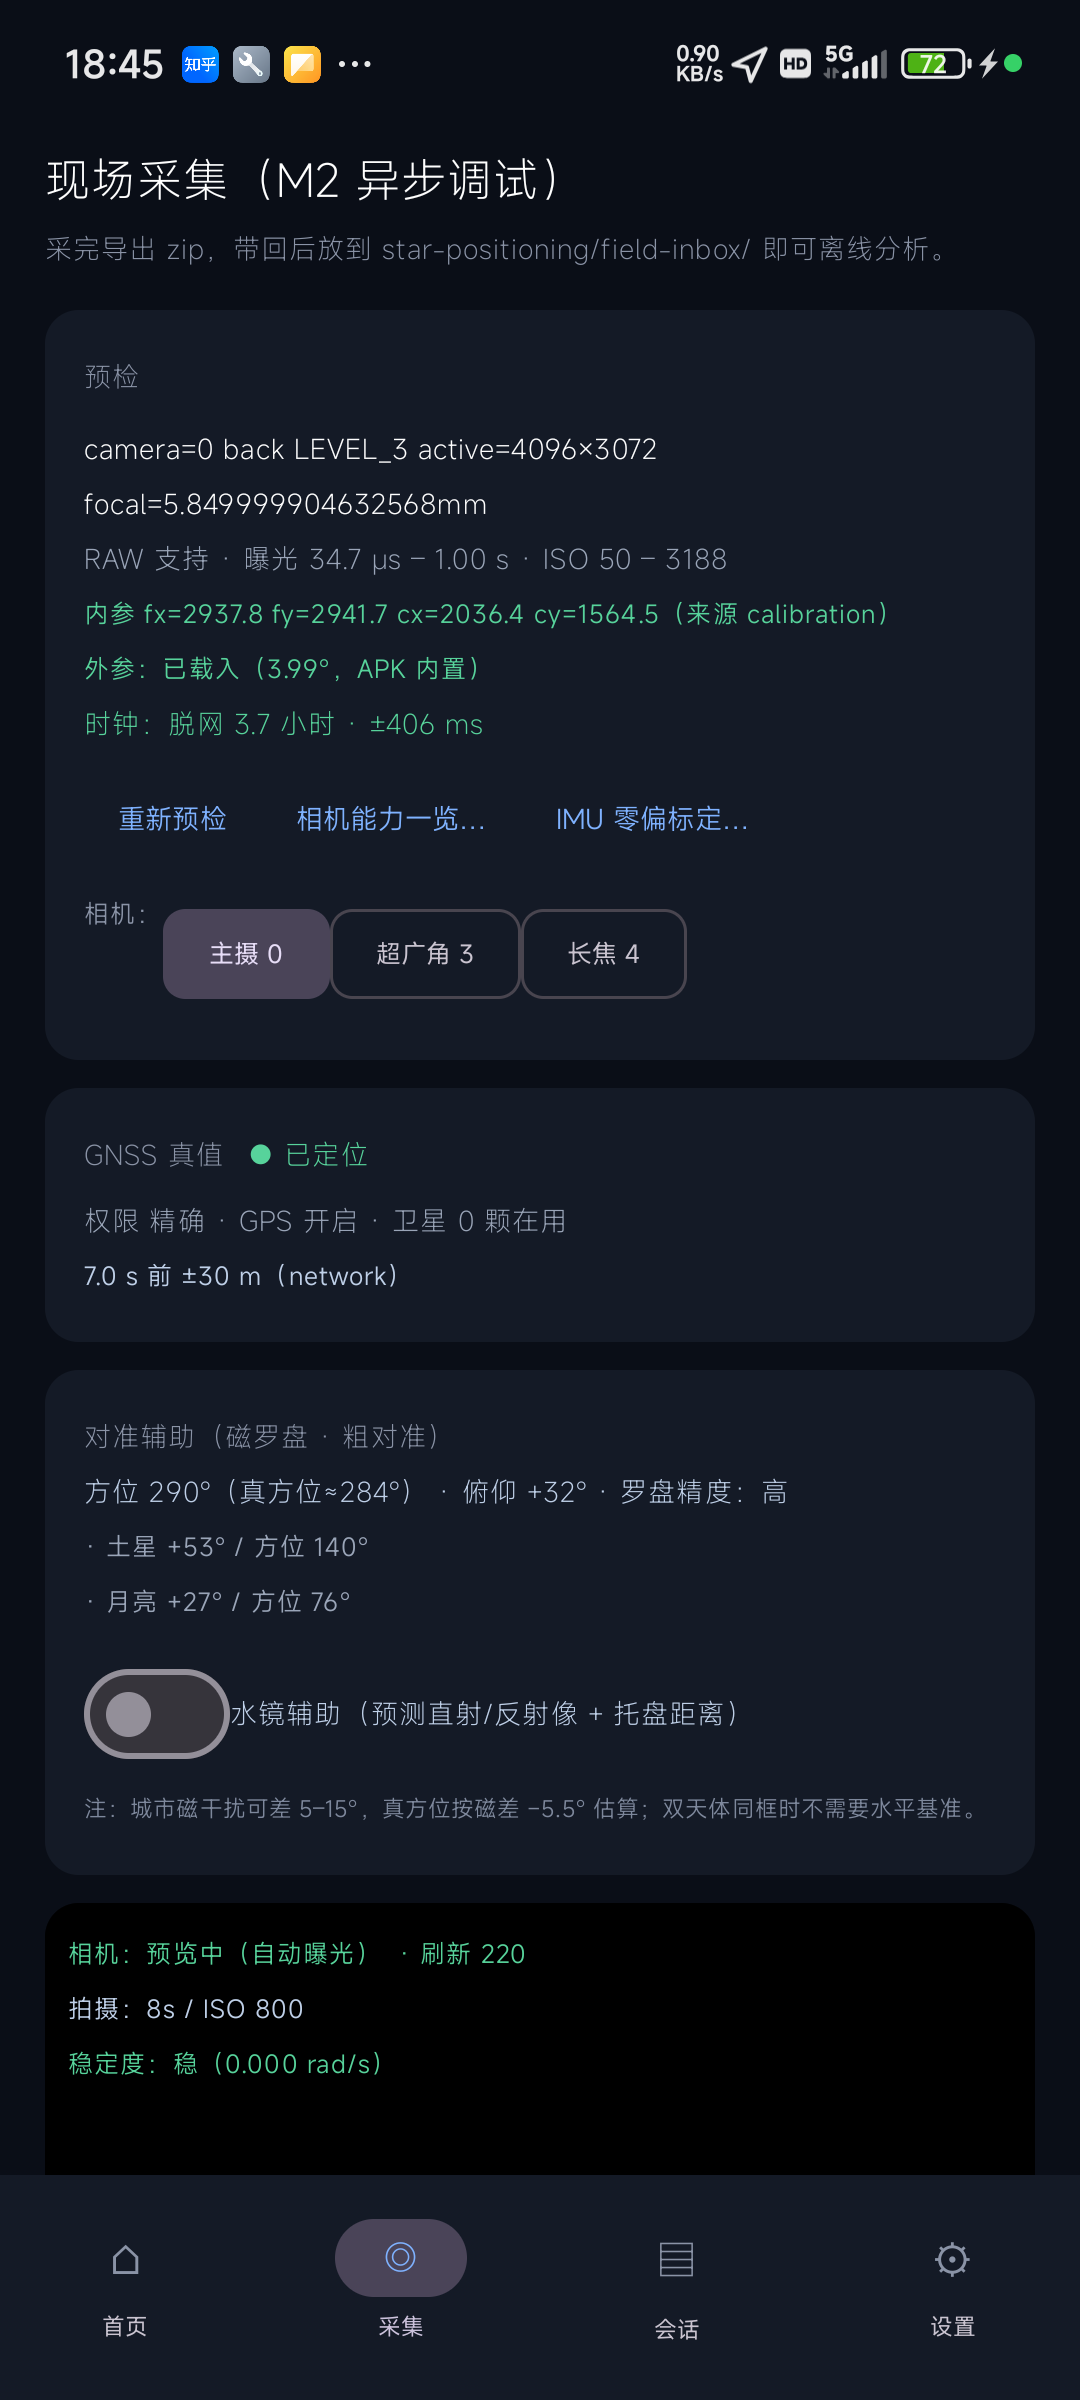 18:45 知乎 ... 0.90 KB/s HD 5G 72
现场采集（M2 异步调试）
采完导出 zip，带回后放到 star-positioning/field-inbox/ 即可离线分析。
预检
camera=0 back LEVEL_3 active=4096×3072
focal=5.849999904632568mm
RAW 支持 · 曝光 34.7 µs – 1.00 s · ISO 50 – 3188
内参 fx=2937.8 fy=2941.7 cx=2036.4 cy=1564.5（来源 calibration）
外参：已载入（3.99°，APK 内置）
时钟：脱网 3.7 小时 · ±406 ms
重新预检 相机能力一览… IMU 零偏标定…
相机： 主摄 0 超广角 3 长焦 4
GNSS 真值 ● 已定位
权限 精确 · GPS 开启 · 卫星 0 颗在用
7.0 s 前 ±30 m（network）
对准辅助（磁罗盘 · 粗对准）
方位 290°（真方位≈284°） · 俯仰 +32° · 罗盘精度：高
· 土星 +53° / 方位 140°
· 月亮 +27° / 方位 76°
水镜辅助（预测直射/反射像 + 托盘距离）
注：城市磁干扰可差 5–15°，真方位按磁差 −5.5° 估算；双天体同框时不需要水平基准。
相机：预览中（自动曝光） · 刷新 220
拍摄：8s / ISO 800
稳定度：稳（0.000 rad/s）
首页 采集 会话 设置